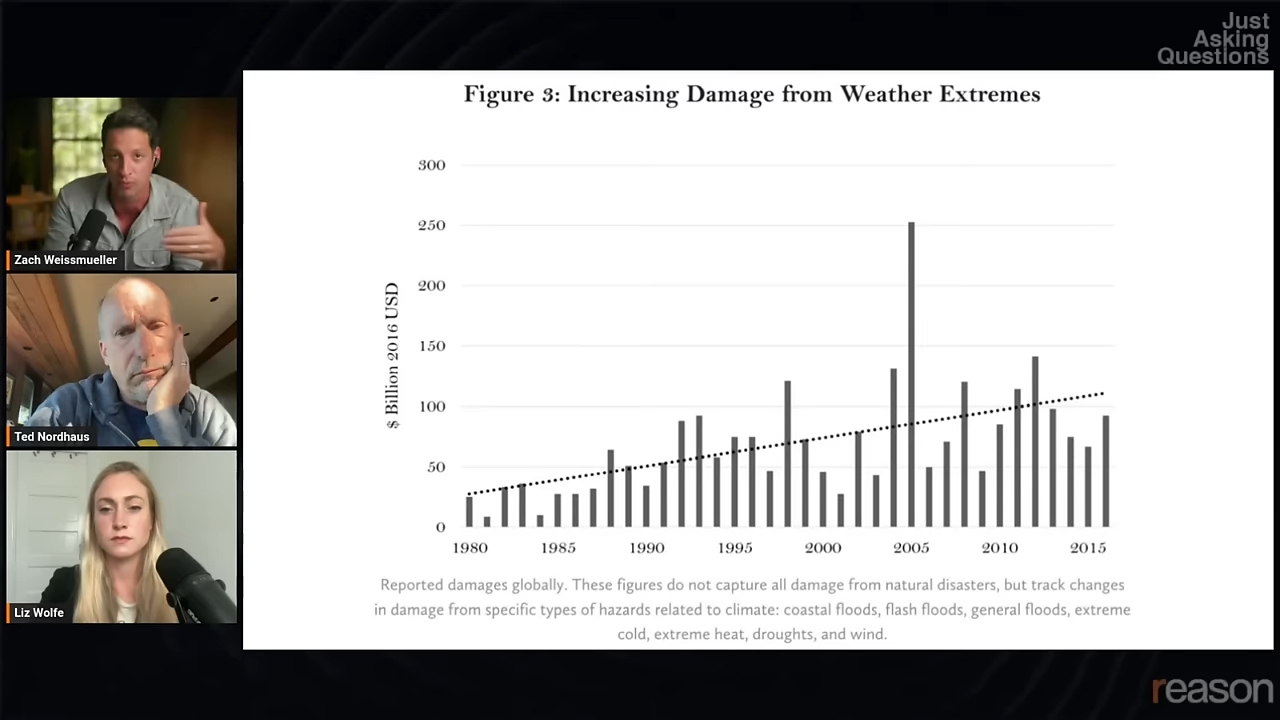 Just
Asking
Questions
Figure 3: Increasing Damage from Weather Extremes
300
250
200
150
100
50
0
$ Billion 2016 USD
1980 1985 1990 1995 2000 2005 2010 2015
Reported damages globally. These figures do not capture all damage from natural disasters, but track changes
in damage from specific types of hazards related to climate: coastal floods, flash floods, general floods, extreme
cold, extreme heat, droughts, and wind.
Zach Weissmueller
Ted Nordhaus
Liz Wolfe
reason